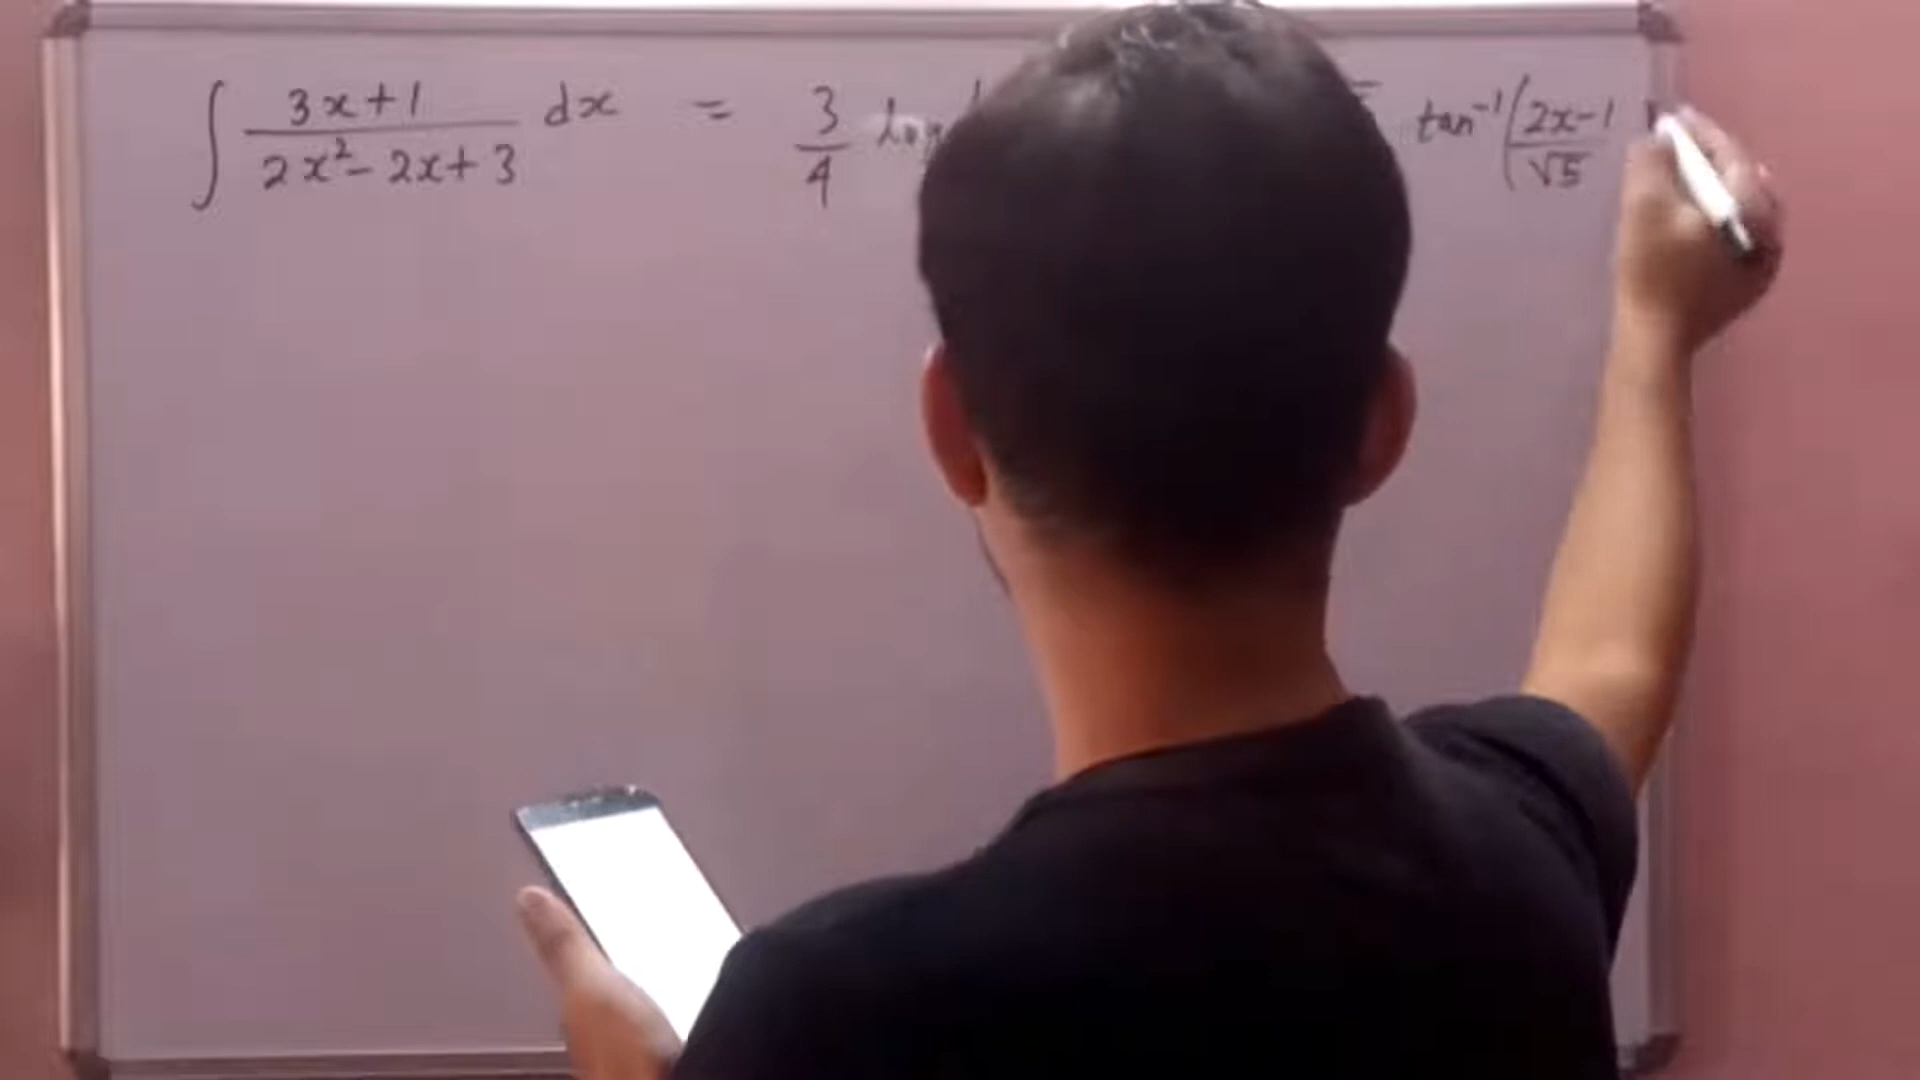 ∫ (3x+1)/(2x²-2x+3) dx = 3/4 log tan⁻¹((2x-1)/√5